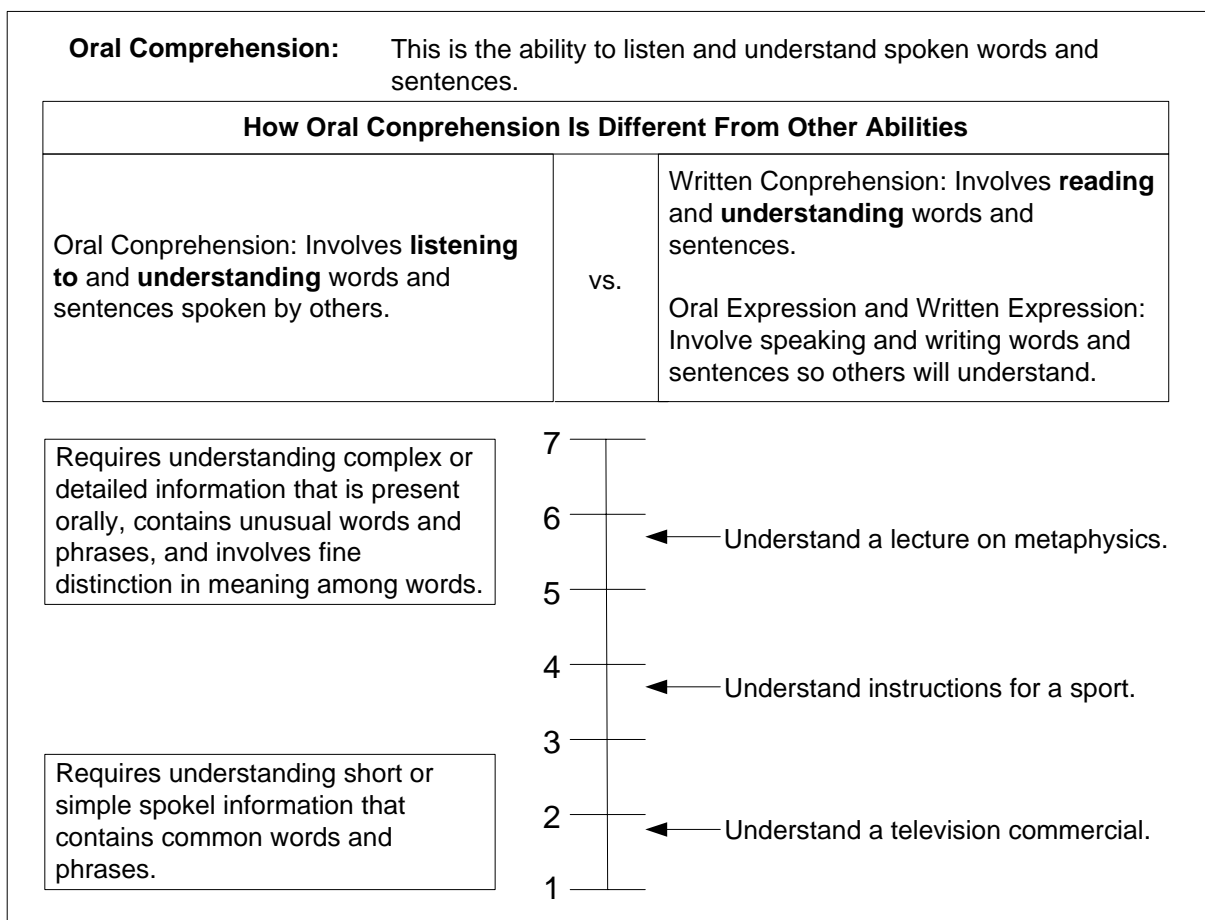 Oral Comprehension:
This is the ability to listen and understand spoken words and
sentences.
How Oral Conprehension Is Different From Other Abilities
Oral Conprehension: Involves listening
to and understanding words and
sentences spoken by others.
vs.
Written Conprehension: Involves reading
and understanding words and
sentences.
Oral Expression and Written Expression:
Involve speaking and writing words and
sentences so others will understand.
Requires understanding complex or
detailed information that is present
orally, contains unusual words and
phrases, and involves fine
distinction in meaning among words.
Requires understanding short or
simple spokel information that
contains common words and
phrases.
7
6
5
4
3
2
1
Understand a lecture on metaphysics.
Understand instructions for a sport.
Understand a television commercial.